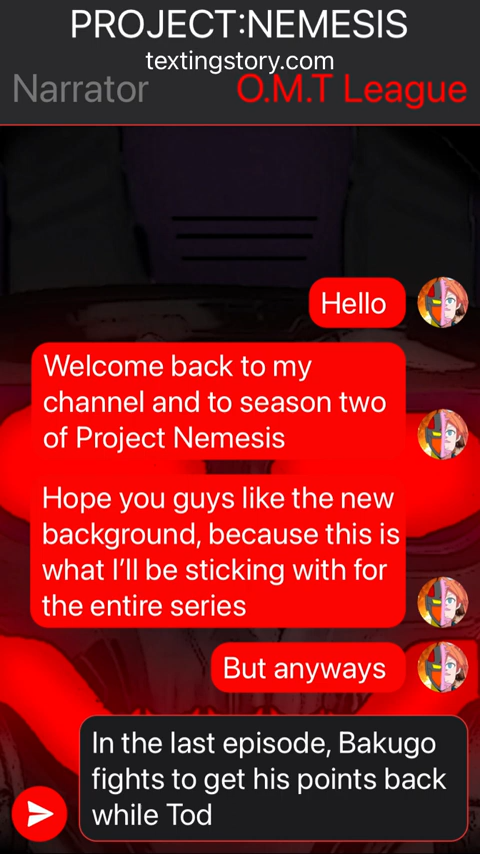 PROJECT:NEMESIS
textingstory.com
Narrator O.M.T League
Hello
Welcome back to my
channel and to season two
of Project Nemesis
Hope you guys like the new
background, because this is
what I’ll be sticking with for
the entire series
But anyways
In the last episode, Bakugo
fights to get his points back
while Tod